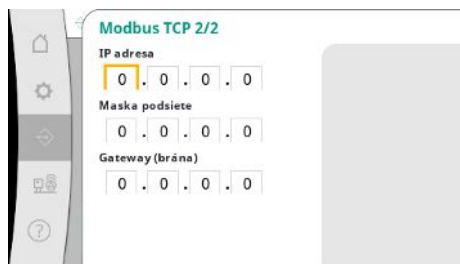 Modbus TCP 2/2
IP adresa
0 . 0 . 0 . 0
Maska podsiete
0 . 0 . 0 . 0
Gateway (brána)
0 . 0 . 0 . 0
?